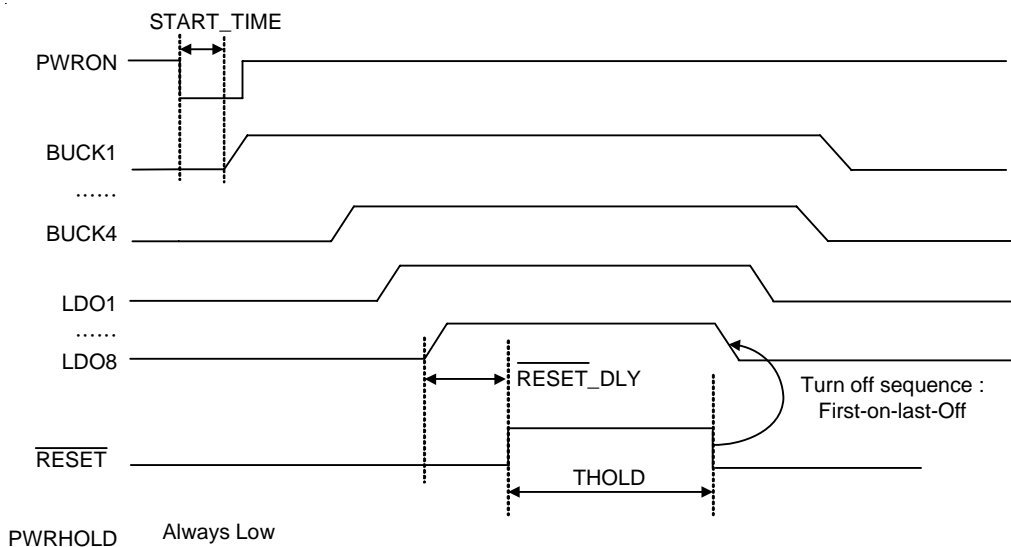 START_TIME
PWRON
BUCK1
......
BUCK4
LDO1
......
LDO8
RESET_DLY
Turn off sequence :
First-on-last-Off
RESET
THOLD
PWRHOLD Always Low